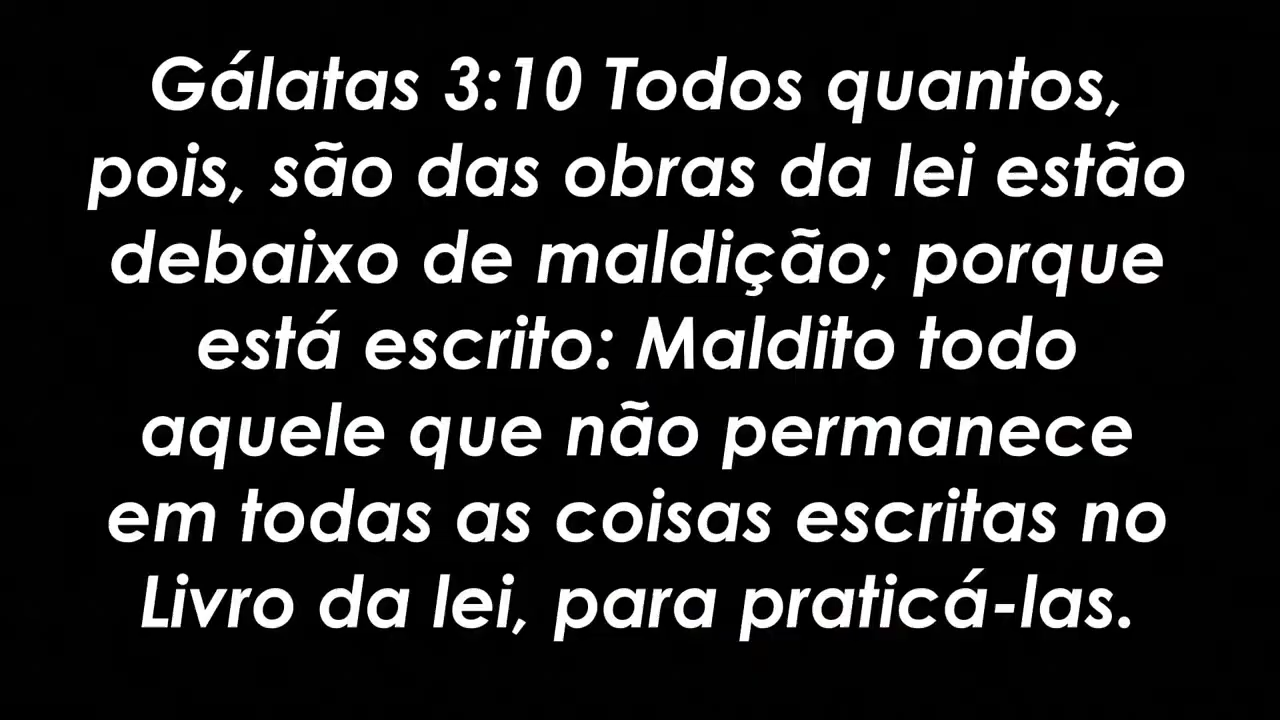 Gálatas 3:10 Todos quantos,
pois, são das obras da lei estão
debaixo de maldição; porque
está escrito: Maldito todo
aquele que não permanece
em todas as coisas escritas no
Livro da lei, para praticá-las.